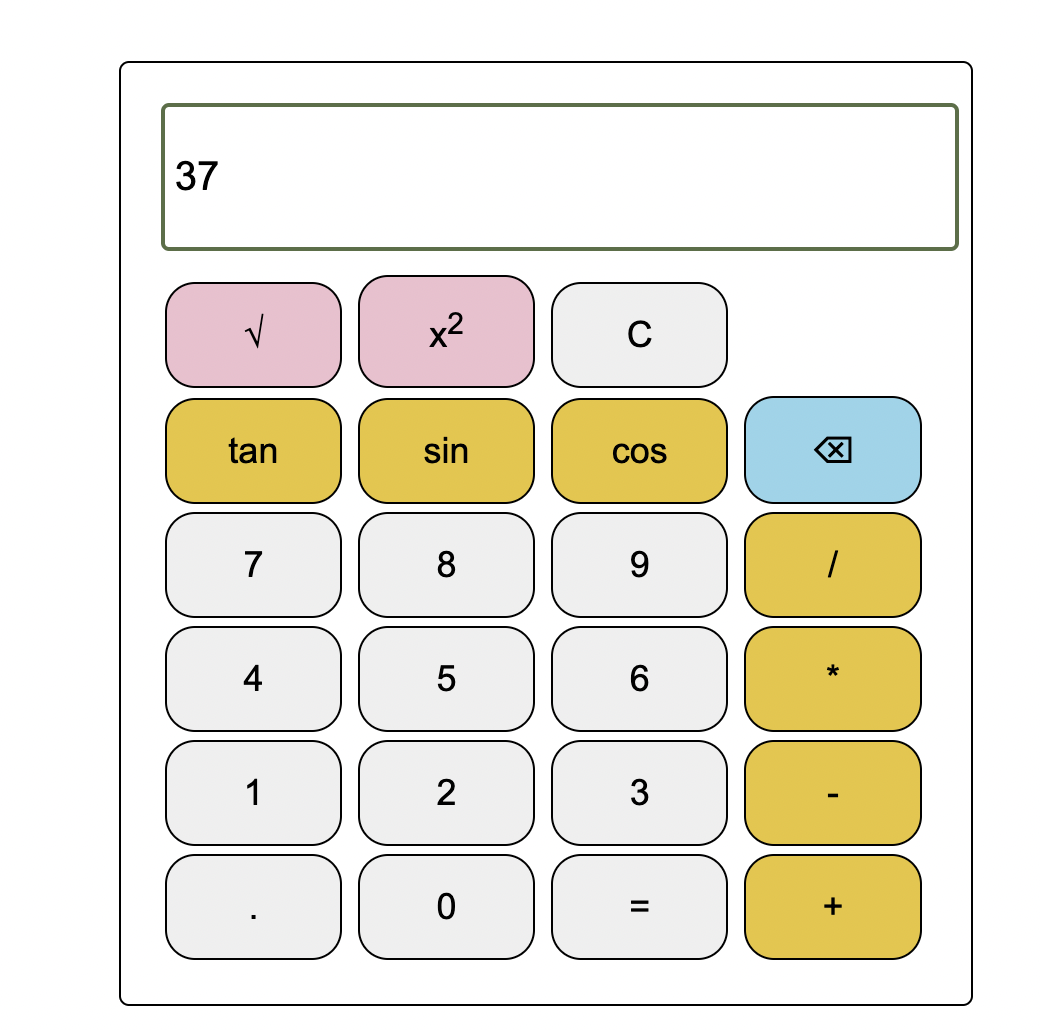 37
√ x² C
tan sin cos ⌫
7 8 9 /
4 5 6 *
1 2 3 -
. 0 = +